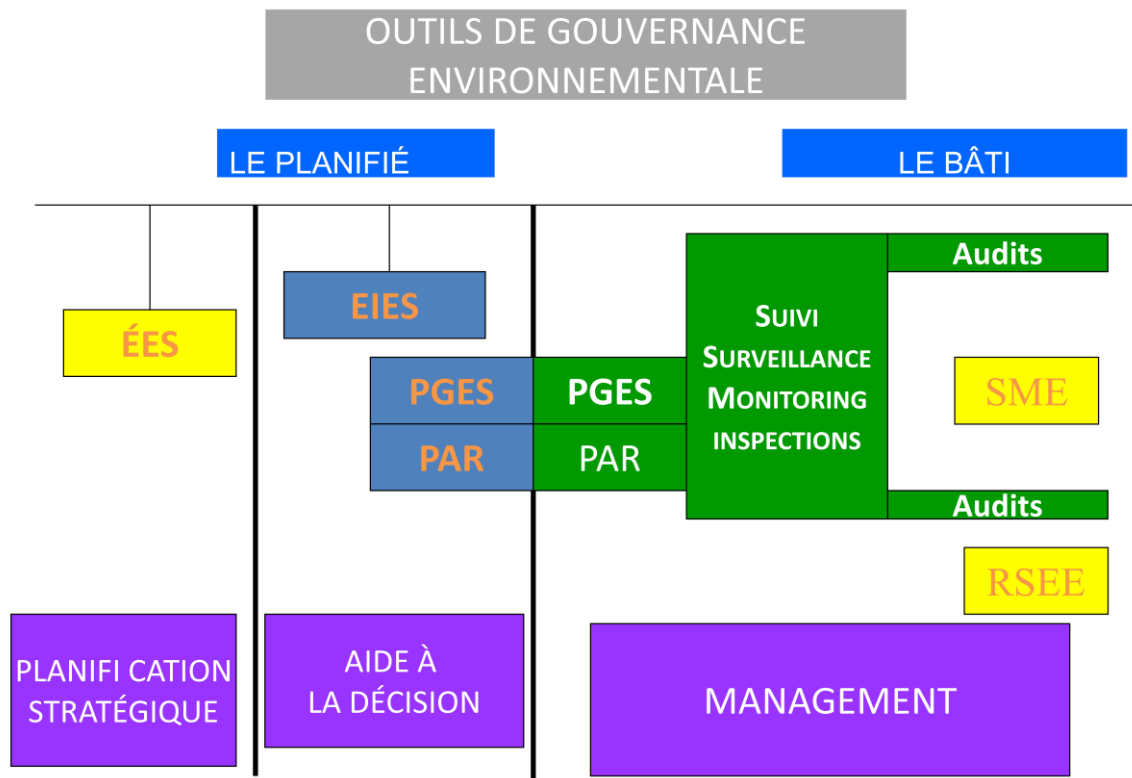 OUTILS DE GOUVERNANCE
ENVIRONNEMENTALE
LE PLANIFIÉ
LE BÂTI
ÉES
EIES
PGES
PAR
PGES
PAR
SUIVI
SURVEILLANCE
MONITORING
INSPECTIONS
Audits
SME
Audits
RSEE
PLANIFI CATION
STRATÉGIQUE
AIDE À
LA DÉCISION
MANAGEMENT